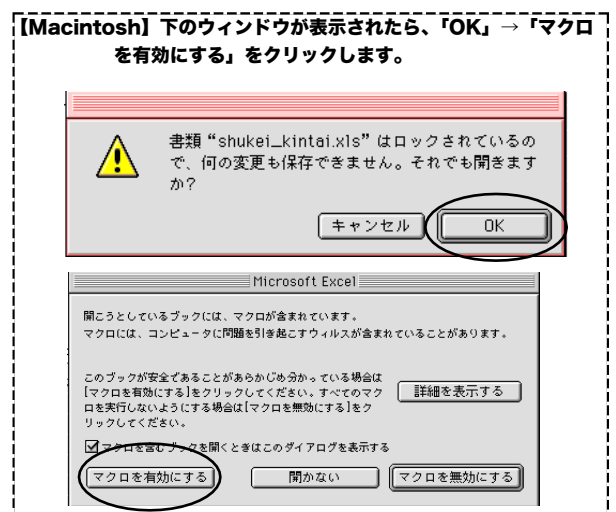 【Macintosh】下のウィンドウが表示されたら、「OK」→「マクロ
を有効にする」をクリックします。
書類“shukei_kintai.xls”はロックされているの
で、何の変更も保存できません。それでも開きます
か?
キャンセル OK
Microsoft Excel
開こうとしているブックには、マクロが含まれています。
マクロには、コンピュータに問題を引き起こすウィルスが含まれていることがあります。
このブックが安全であることがあらかじめ分かっている場合は
[マクロを有効にする]をクリックしてください。すべてのマク
ロを実行しないようにする場合は[マクロを無効にする]をク
リックしてください。
詳細を表示する
マクロを含むブックを開くときはこのダイアログを表示する
マクロを有効にする 開かない マクロを無効にする